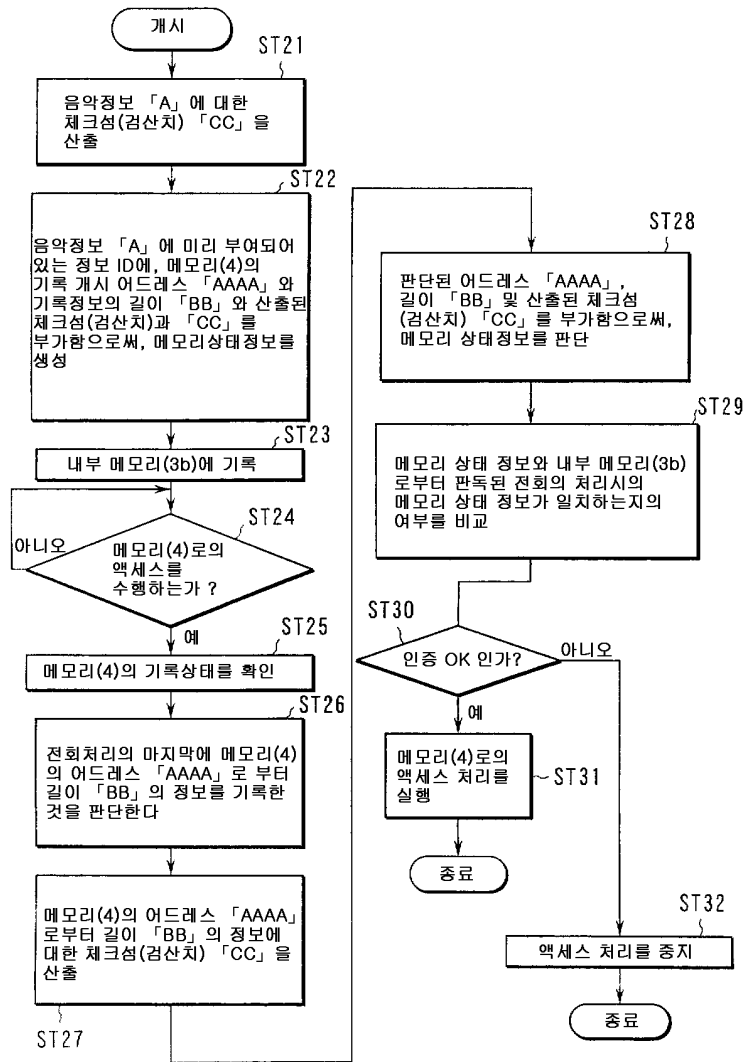 개시
ST21
음악정보 「A」에 대한
체크섬(검산치) 「CC」을
산출
ST22
음악정보 「A」에 미리 부여되어
있는 정보 ID에, 메모리(4)의
기록 개시 어드레스 「AAAA」와
기록정보의 길이 「BB」와 산출된
체크섬(검산치)과 「CC」를
부가함으로써, 메모리상태정보를
생성
ST23
내부 메모리(3b)에 기록
ST24
아니오
메모리(4)로의
액세스를
수행하는가 ?
예
ST25
메모리(4)의 기록상태를 확인
ST26
전회처리의 마지막에 메모리(4)
의 어드레스 「AAAA」로 부터
길이 「BB」의 정보를 기록한
것을 판단한다
메모리(4)의 어드레스 「AAAA」
로부터 길이 「BB」의 정보에
대한 체크섬(검산치) 「CC」을
산출
ST27
ST28
판단된 어드레스 「AAAA」,
길이 「BB」 및 산출된 체크섬
(검산치) 「CC」를 부가함으로써,
메모리 상태정보를 판단
ST29
메모리 상태 정보와 내부 메모리(3b)
로부터 판독된 전회의 처리시의
메모리 상태 정보가 일치하는지의
여부를 비교
ST30
인증 OK 인가?
아니오
예
메모리(4)로의
액세스 처리를
실행
ST31
종료
ST32
액세스 처리를 중지
종료